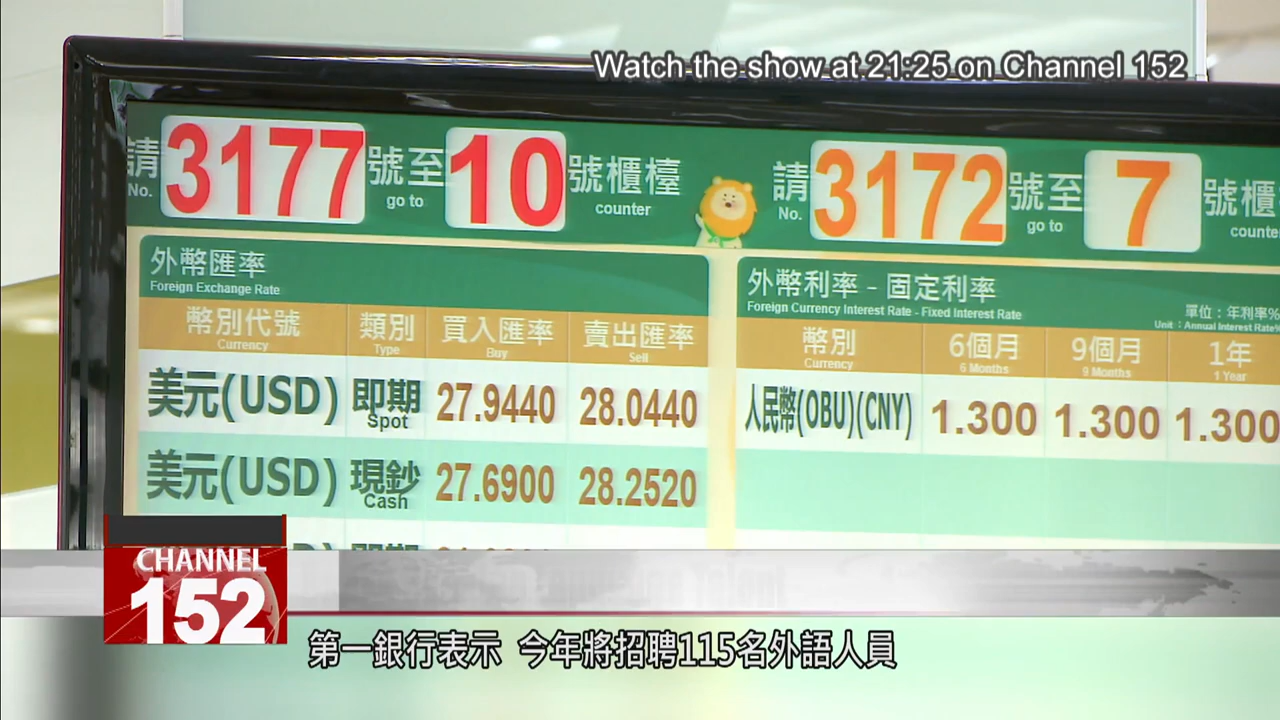 Watch the show at 21:25 on Channel 152
請 3177 號至 10 號櫃檯 請 3172 號至 7 號櫃
No. go to counter No. go to counter
外幣匯率
Foreign Exchange Rate
外幣利率 - 固定利率
Foreign Currency Interest Rate - Fixed Interest Rate
單位：年利率%
Unit : Annual Interest Rate%
幣別代號 類別 買入匯率 賣出匯率
Currency Type Buy Sell
幣別 6個月 9個月 1年
Currency 6 Months 9 Months 1 Year
美元(USD) 即期 27.9440 28.0440
Spot
人民幣(OBU)(CNY) 1.300 1.300 1.300
美元(USD) 現鈔 27.6900 28.2520
Cash
CHANNEL
152
第一銀行表示 今年將招聘115名外語人員